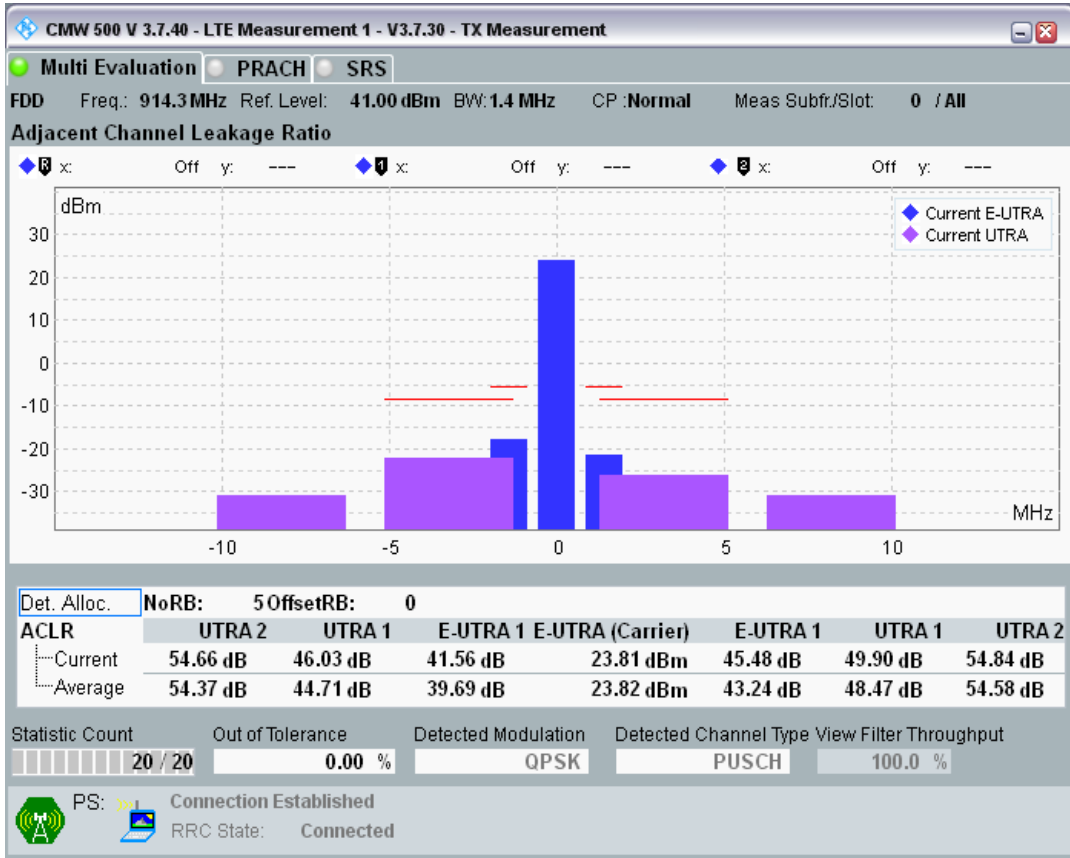 CMW 500 V 3.7.40 - LTE Measurement 1 - V3.7.30 - TX Measurement
Multi Evaluation PRACH SRS
FDD Freq.: 914.3 MHz Ref. Level: 41.00 dBm BW: 1.4 MHz CP :Normal Meas Subfr./Slot: 0 / All
Adjacent Channel Leakage Ratio
R x: Off y: --- 1 x: Off y: --- 2 x: Off y: ---
dBm
Current E-UTRA
Current UTRA
30
20
10
0
-10
-20
-30
MHz
-10 -5 0 5 10
Det. Alloc. NoRB: 5 OffsetRB: 0
ACLR UTRA 2 UTRA 1 E-UTRA 1 E-UTRA (Carrier) E-UTRA 1 UTRA 1 UTRA 2
Current 54.66 dB 46.03 dB 41.56 dB 23.81 dBm 45.48 dB 49.90 dB 54.84 dB
Average 54.37 dB 44.71 dB 39.69 dB 23.82 dBm 43.24 dB 48.47 dB 54.58 dB
Statistic Count Out of Tolerance Detected Modulation Detected Channel Type View Filter Throughput
20 / 20 0.00 % QPSK PUSCH 100.0 %
PS: Connection Established
RRC State: Connected